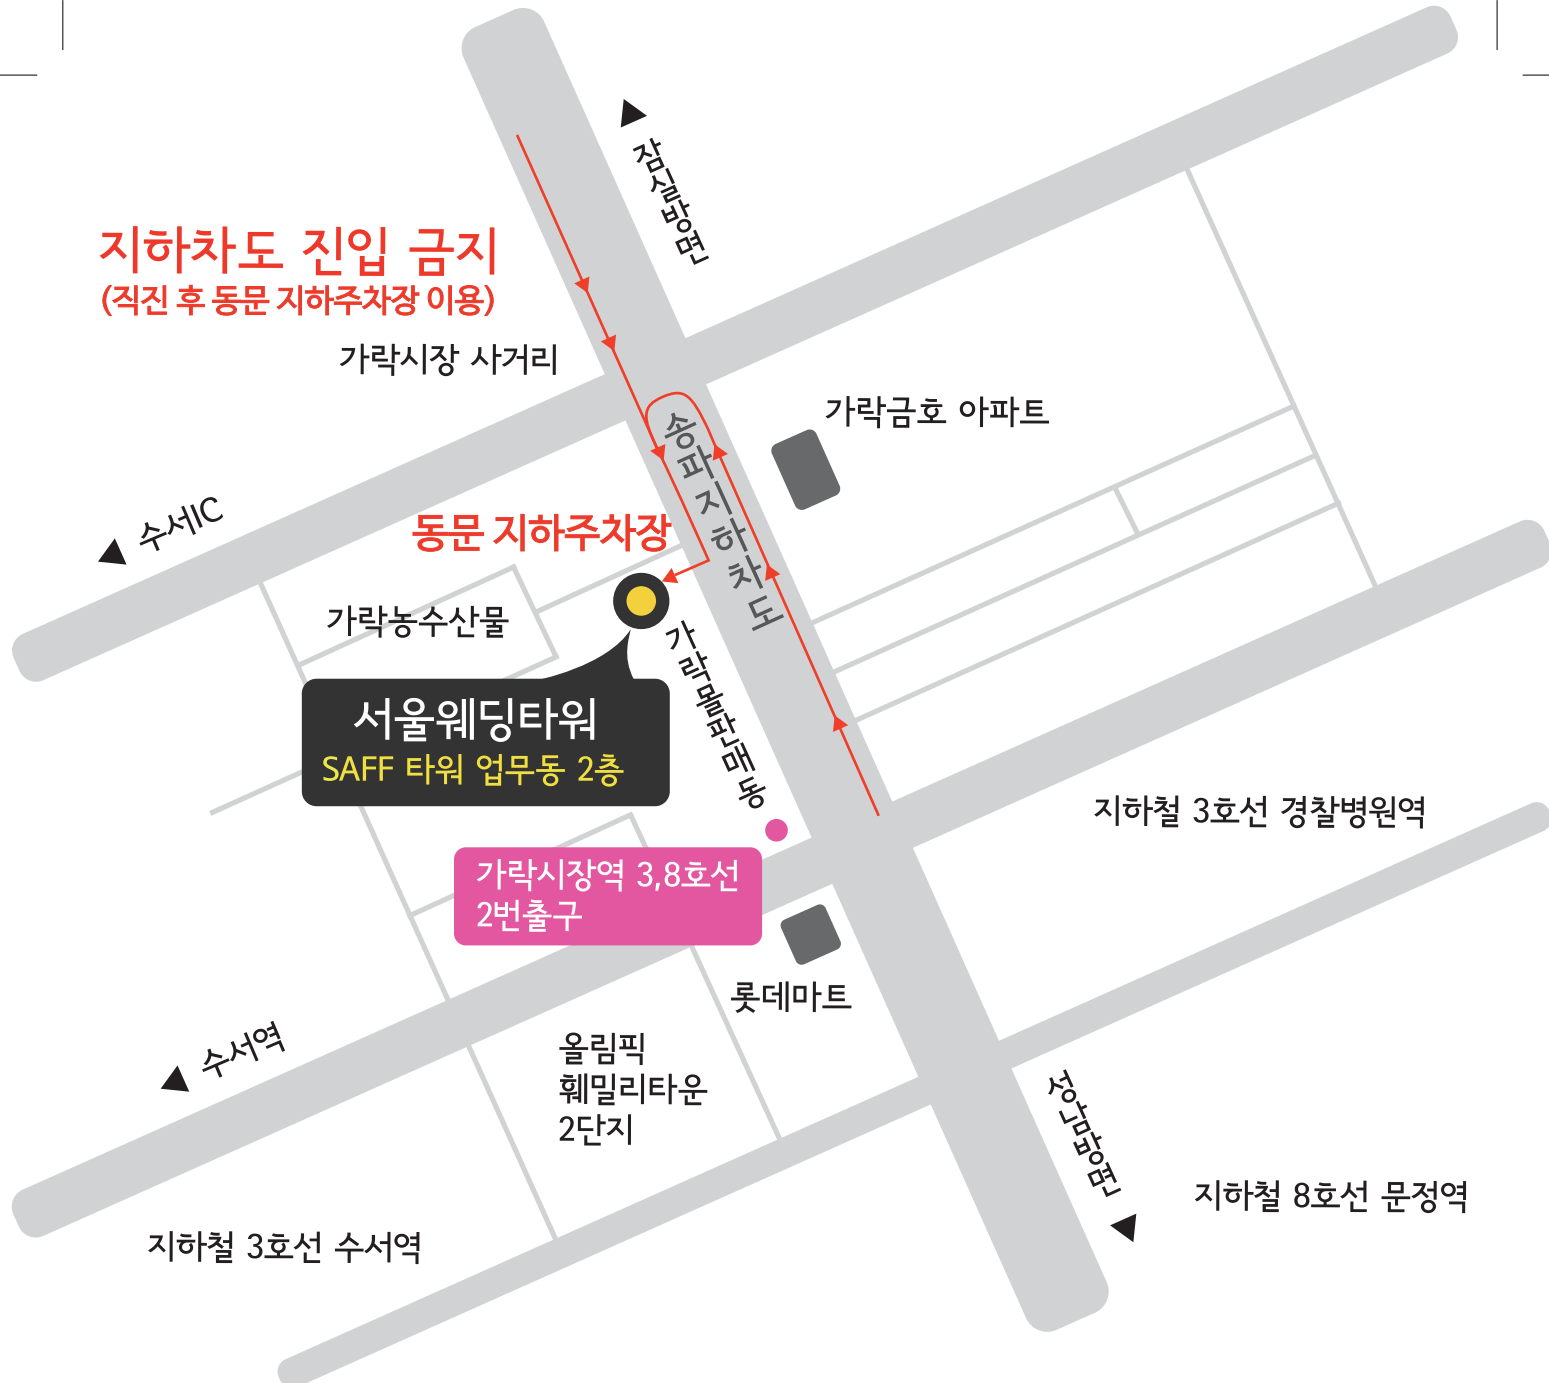 잠실방면
지하차도 진입 금지
(직진 후 동문 지하주차장 이용)
가락시장 사거리
가락금호 아파트
송파지하차도
수세IC
동문 지하주차장
가락농수산물
가락몰판매동
서울웨딩타워
SAFF 타워 업무동 2층
지하철 3호선 경찰병원역
가락시장역 3,8호선
2번출구
롯데마트
수서역
올림픽
훼밀리타운
2단지
성남방면
지하철 8호선 문정역
지하철 3호선 수서역